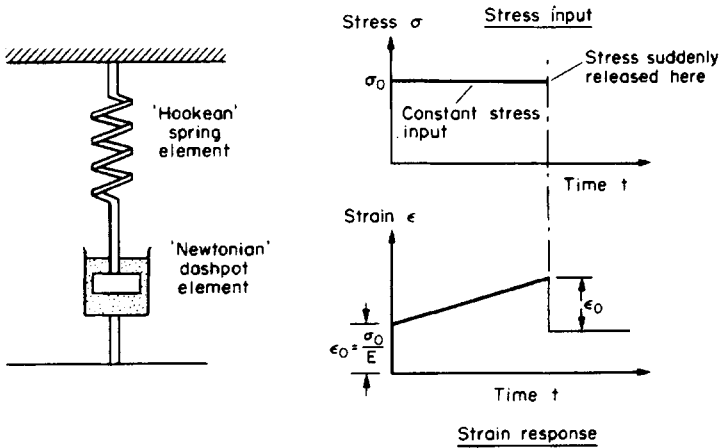 'Hookean'
spring
element
'Newtonian'
dashpot
element
Stress input
Stress σ
Stress suddenly
released here
σ₀
Constant stress
input
Time t
Strain ϵ
ϵ₀
ϵ₀ = σ₀/E
Time t
Strain response